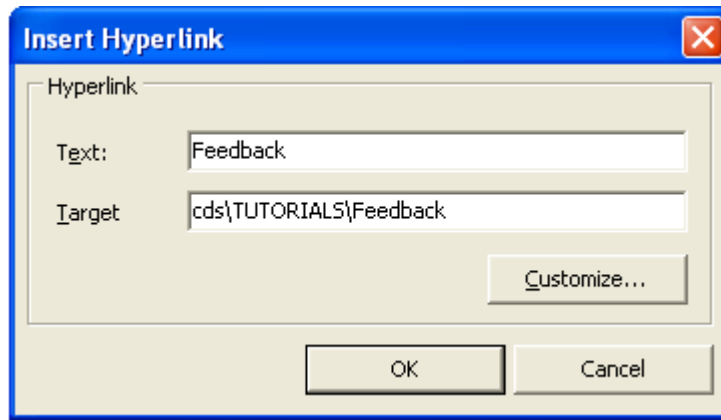 Insert Hyperlink
Hyperlink
Text: Feedback
Target cds\TUTORIALS\Feedback
Customize...
OK Cancel